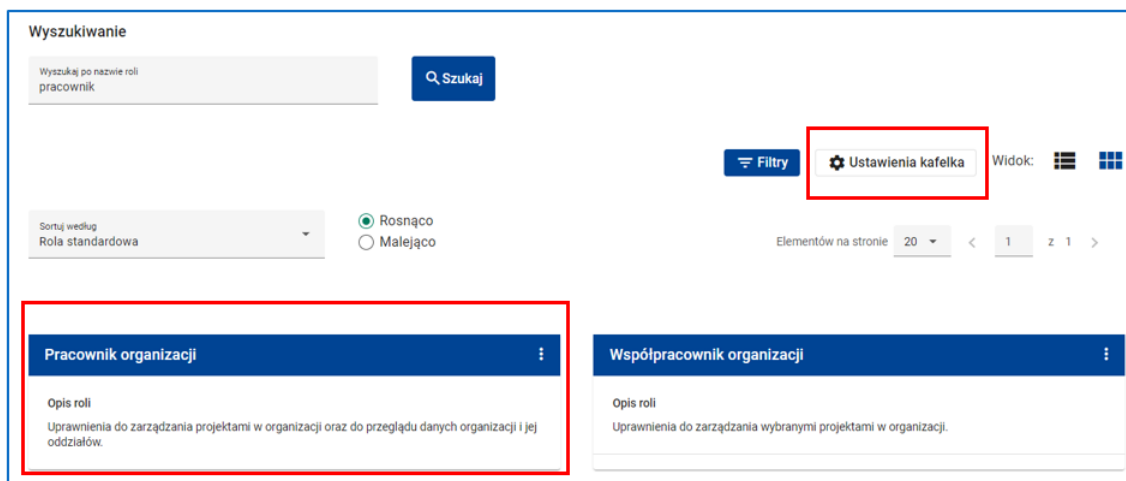 Wyszukiwanie
Wyszukaj po nazwie roli
pracownik
Szukaj
Filtry
Ustawienia kafelka
Widok:
Sortuj według
Rola standardowa
Rosnąco
Malejąco
Elementów na stronie 20 < 1 z 1 >
Pracownik organizacji
Opis roli
Uprawnienia do zarządzania projektami w organizacji oraz do przeglądu danych organizacji i jej
oddziałów.
Współpracownik organizacji
Opis roli
Uprawnienia do zarządzania wybranymi projektami w organizacji.